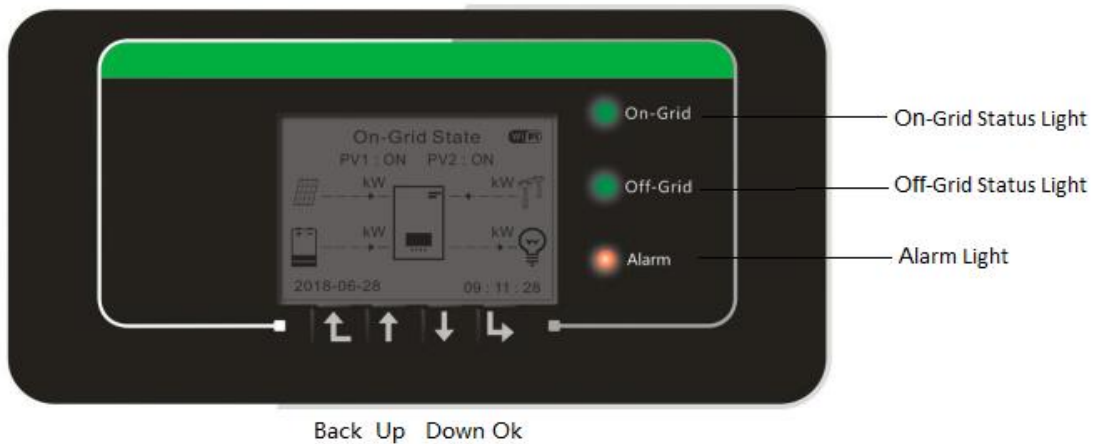 On-Grid State WiFi
PV1 : ON PV2 : ON
kW kW
kW kW
2018-06-28 09 : 11 : 28
On-Grid
Off-Grid
Alarm
On-Grid Status Light
Off-Grid Status Light
Alarm Light
Back Up Down Ok